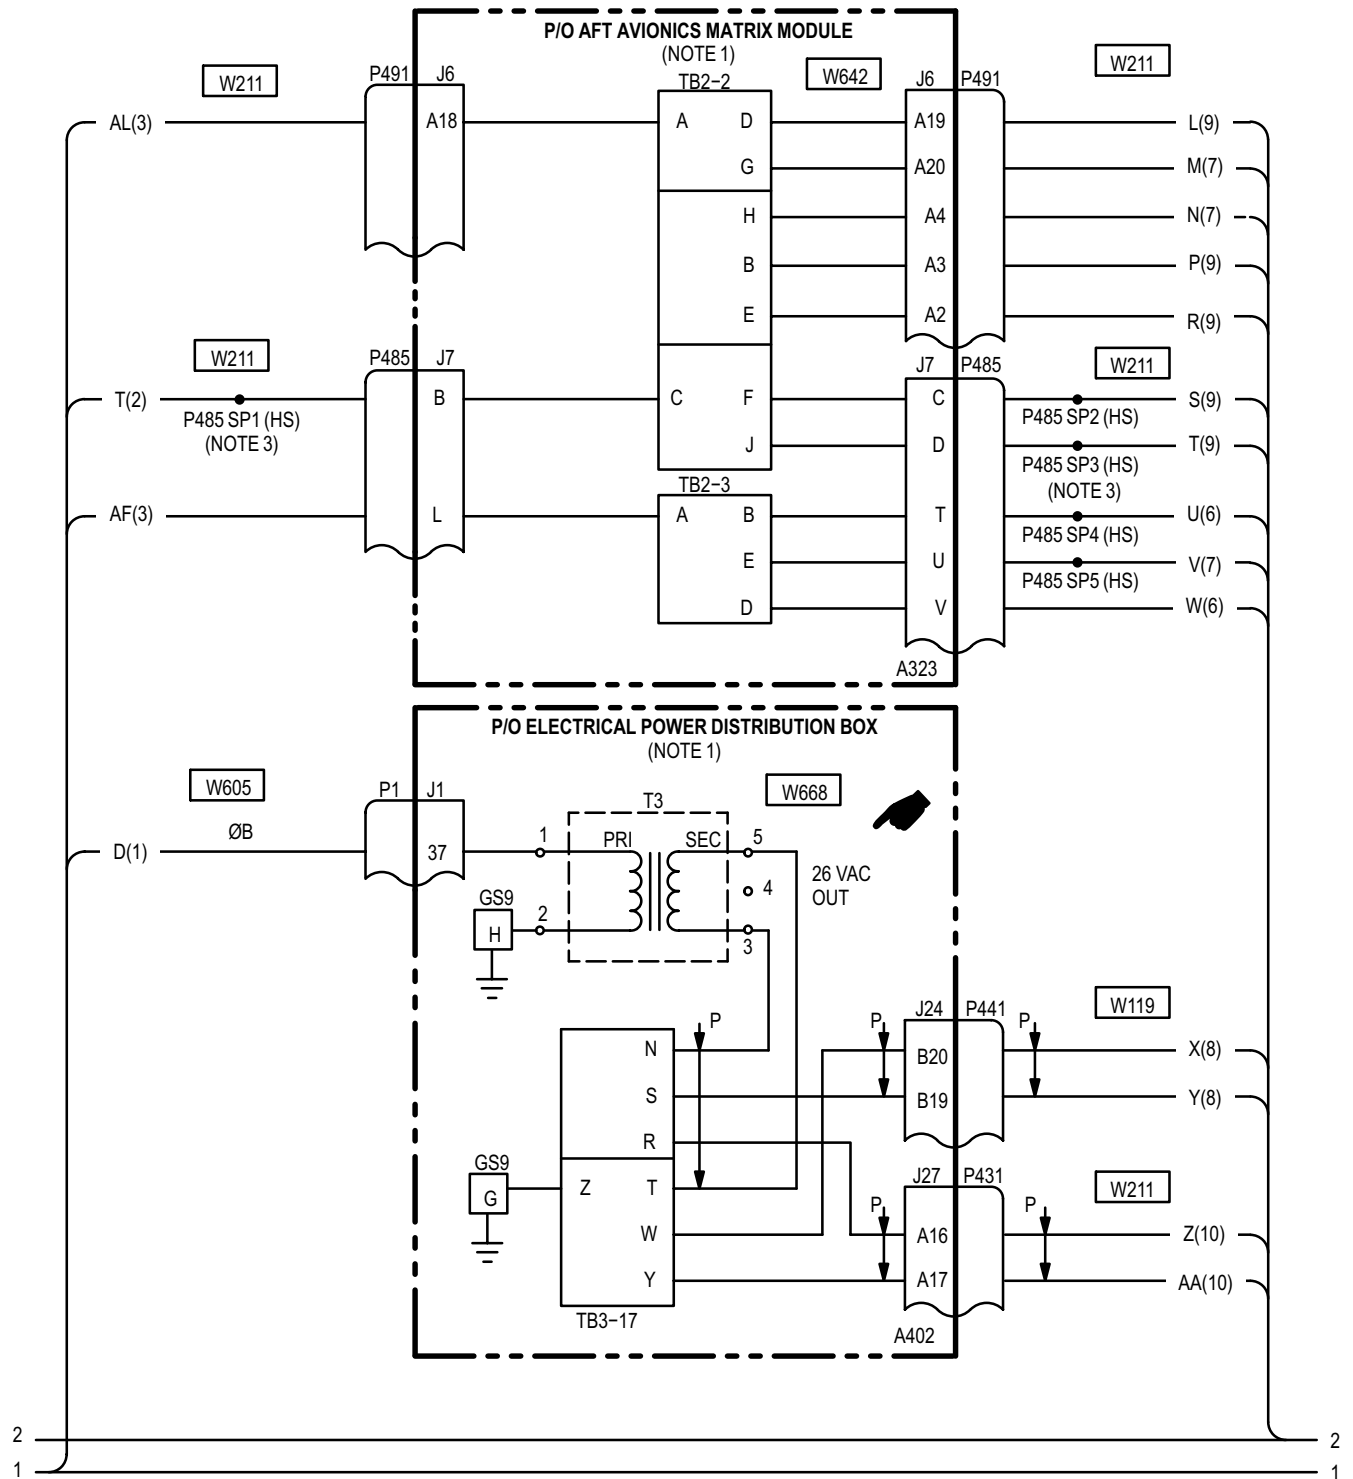 P/O AFT AVIONICS MATRIX MODULE
(NOTE 1)
W211
P491 J6
TB2−2
W642
J6 P491
W211
AL(3)
A18
A D
A19
L(9)
G
A20
M(7)
H
A4
N(7)
B
A3
P(9)
E
A2
R(9)
W211
P485 J7
J7 P485
W211
T(2)
B
C F
C
S(9)
P485 SP1 (HS)
(NOTE 3)
P485 SP2 (HS)
J
D
T(9)
P485 SP3 (HS)
(NOTE 3)
TB2−3
AF(3)
L
A B
T
U(6)
P485 SP4 (HS)
E
U
V(7)
P485 SP5 (HS)
D
V
W(6)
A323
P/O ELECTRICAL POWER DISTRIBUTION BOX
(NOTE 1)
W605
P1 J1
T3
W668
ØB
D(1)
37
1
PRI SEC
5
26 VAC
OUT
4
GS9
H
2
3
W119
J24 P441
P
P
P
N
B20
X(8)
S
B19
Y(8)
R
GS9
G
Z T
J27 P431
W211
P
P
W
A16
Z(10)
Y
A17
AA(10)
TB3−17
A402
2 2
1 1